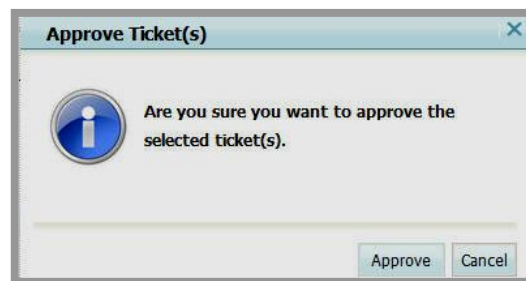 Approve Ticket(s)
Are you sure you want to approve the
selected ticket(s).
Approve Cancel